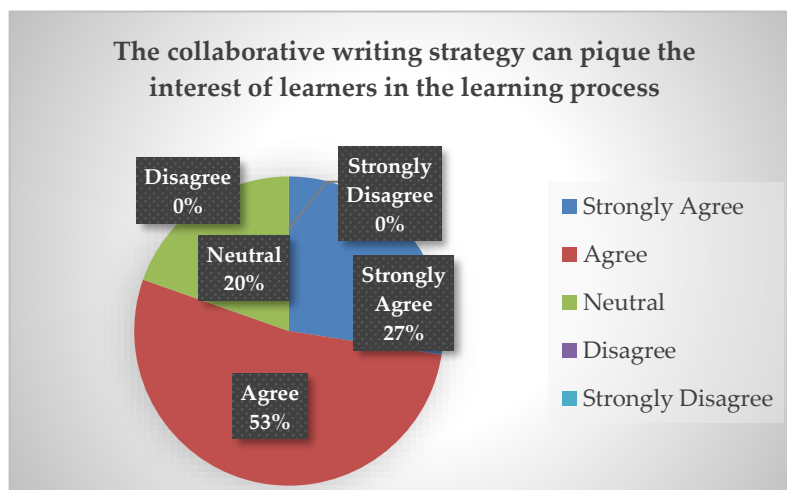 The collaborative writing strategy can pique the
interest of learners in the learning process
Disagree
0%
Strongly
Disagree
0%
Neutral
20%
Strongly
Agree
27%
Agree
53%
Strongly Agree
Agree
Neutral
Disagree
Strongly Disagree